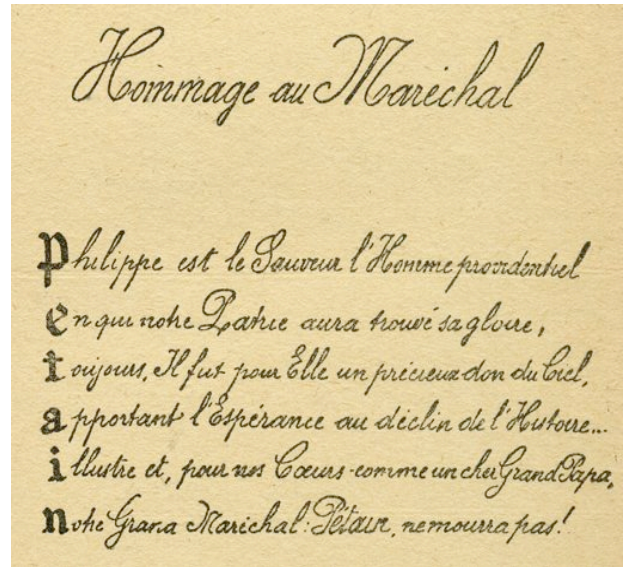 Hommage au Maréchal
Philippe est le Sauveur l'Homme providentiel
en qui notre Patrie aura trouvé sa gloire,
toujours, Il fut pour Elle un précieux don du Ciel,
apportant l'Espérance au déclin de l'Histoire...
illustre et, pour nos Cœurs comme un cher Grand Papa,
notre Grand Maréchal: Pétain, ne mourra pas!